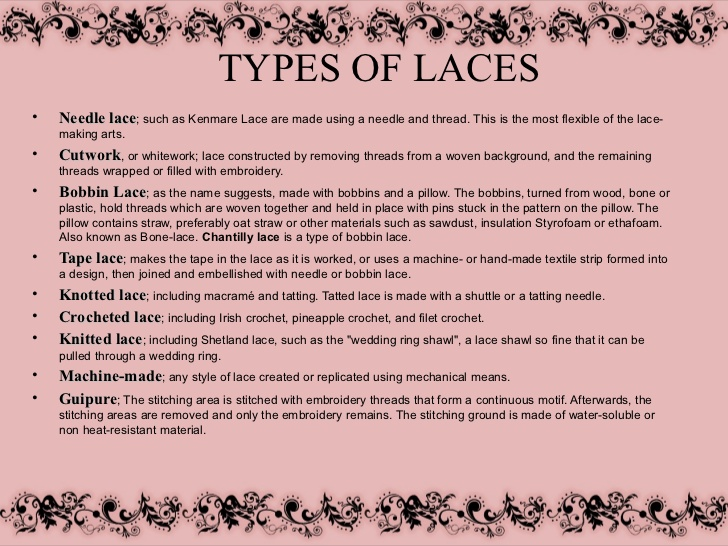 TYPES OF LACES
• Needle lace; such as Kenmare Lace are made using a needle and thread. This is the most flexible of the lace-
making arts.
• Cutwork, or whitework; lace constructed by removing threads from a woven background, and the remaining
threads wrapped or filled with embroidery.
• Bobbin Lace; as the name suggests, made with bobbins and a pillow. The bobbins, turned from wood, bone or
plastic, hold threads which are woven together and held in place with pins stuck in the pattern on the pillow. The
pillow contains straw, preferably oat straw or other materials such as sawdust, insulation Styrofoam or ethafoam.
Also known as Bone-lace. Chantilly lace is a type of bobbin lace.
• Tape lace; makes the tape in the lace as it is worked, or uses a machine- or hand-made textile strip formed into
a design, then joined and embellished with needle or bobbin lace.
• Knotted lace; including macramé and tatting. Tatted lace is made with a shuttle or a tatting needle.
• Crocheted lace; including Irish crochet, pineapple crochet, and filet crochet.
• Knitted lace; including Shetland lace, such as the "wedding ring shawl", a lace shawl so fine that it can be
pulled through a wedding ring.
• Machine-made; any style of lace created or replicated using mechanical means.
• Guipure; The stitching area is stitched with embroidery threads that form a continuous motif. Afterwards, the
stitching areas are removed and only the embroidery remains. The stitching ground is made of water-soluble or
non heat-resistant material.